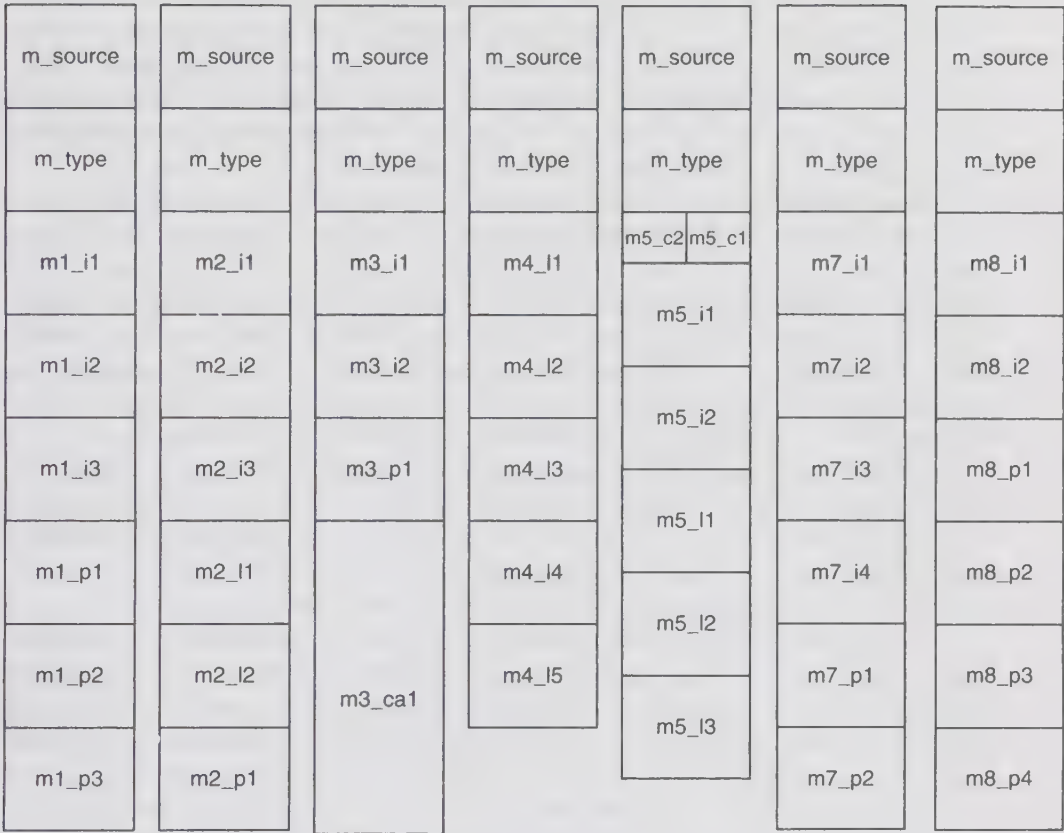 m_source m_source m_source m_source m_source m_source m_source
m_type m_type m_type m_type m_type m_type m_type
m5_c2 m5_c1
m1_i1 m2_i1 m3_i1 m4_l1 m7_i1 m8_i1
m5_i1
m1_i2 m2_i2 m3_i2 m4_l2 m7_i2 m8_i2
m5_i2
m1_i3 m2_i3 m3_p1 m4_l3 m7_i3 m8_p1
m5_l1
m1_p1 m2_l1 m4_l4 m7_i4 m8_p2
m5_l2
m1_p2 m2_l2 m4_l5 m7_p1 m8_p3
m3_ca1
m5_l3
m1_p3 m2_p1 m7_p2 m8_p4